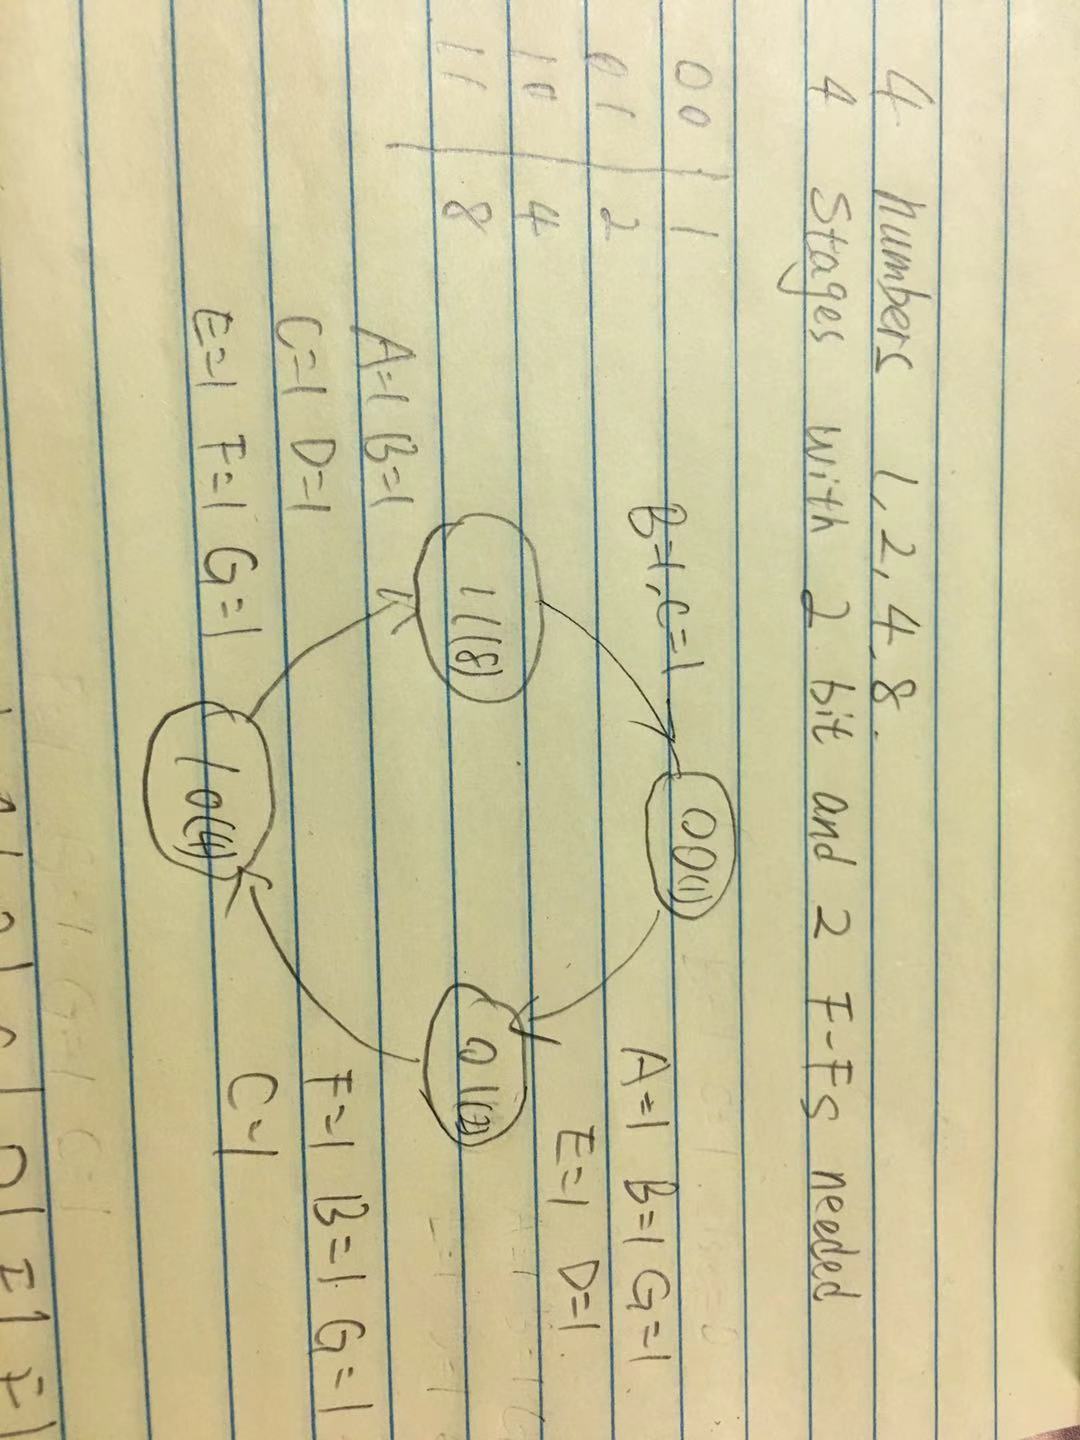 4 numbers 1, 2, 4, 8.
4 Stages with 2 bit and 2 F-Fs needed
00 | 1
01 | 2
10 | 4
11 | 8
B=1, C=1
00(1)
A=1 B=1 G=1
E=1 D=1
11(8)
01(2)
A=1 B=1
C=1 D=1
E=1 F=1 G=1
F=1 B=1 G=1
C=1
10(4)